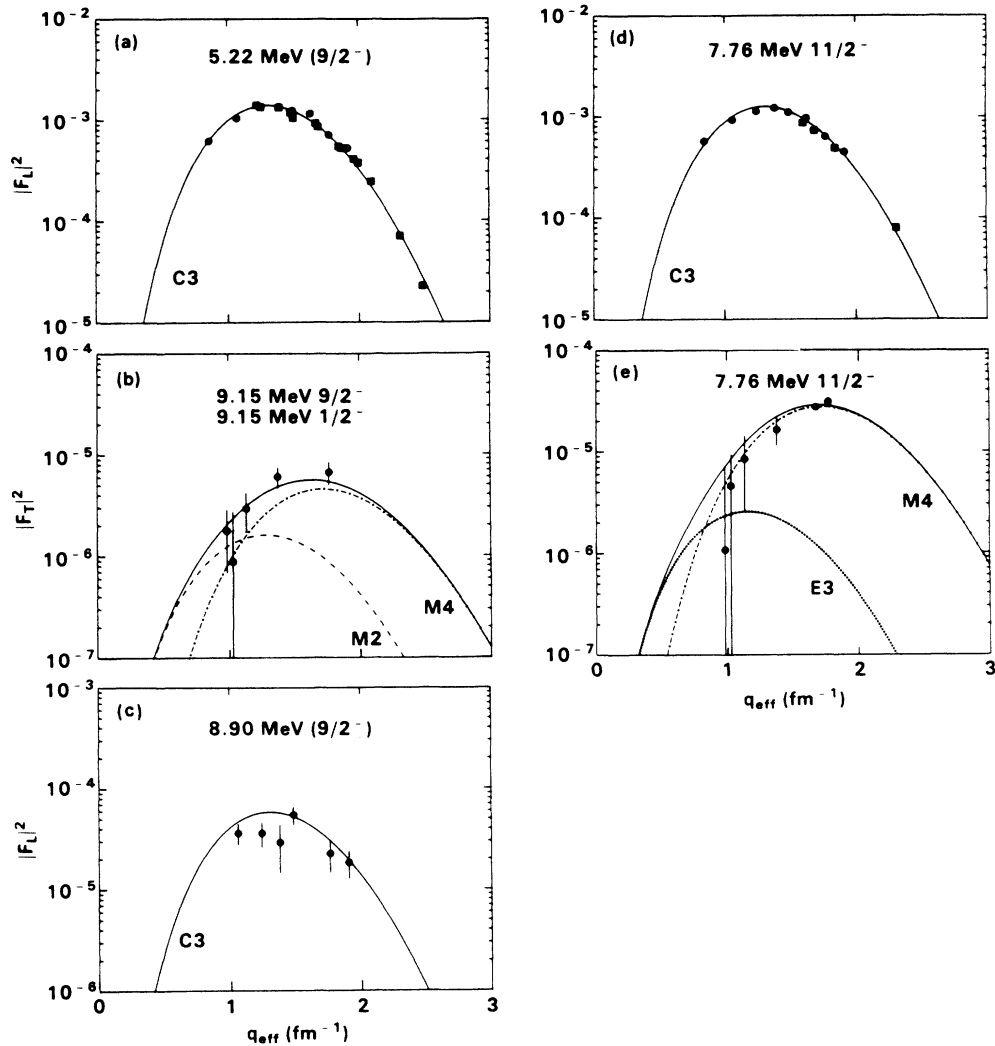 (a)
5.22 MeV (9/2⁻)
10⁻²
10⁻³
10⁻⁴
10⁻⁵
|F_L|²
C3
(b)
9.15 MeV 9/2⁻
9.15 MeV 1/2⁻
10⁻⁴
10⁻⁵
10⁻⁶
10⁻⁷
|F_T|²
M4
M2
(c)
8.90 MeV (9/2⁻)
10⁻³
10⁻⁴
10⁻⁵
10⁻⁶
|F_L|²
C3
0 1 2 3
q_eff (fm⁻¹)
(d)
7.76 MeV 11/2⁻
10⁻²
10⁻³
10⁻⁴
10⁻⁵
C3
(e)
7.76 MeV 11/2⁻
10⁻⁴
10⁻⁵
10⁻⁶
10⁻⁷
M4
E3
0 1 2 3
q_eff (fm⁻¹)